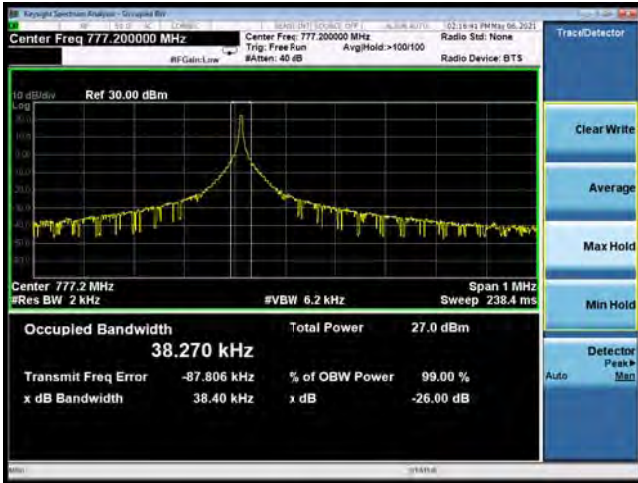 Keysight Spectrum Analyzer - Occupied BW
02:16:41 PM May 06, 2021
Center Freq 777.200000 MHz
Center Freq: 777.200000 MHz
Radio Std: None
Trig: Free Run
Avg|Hold:>100/100
#IFGain:Low
#Atten: 40 dB
Radio Device: BTS
10 dB/div
Ref 30.00 dBm
Log
Center 777.2 MHz
Span 1 MHz
#Res BW 2 kHz
#VBW 6.2 kHz
Sweep 238.4 ms
Occupied Bandwidth
38.270 kHz
Total Power
27.0 dBm
Transmit Freq Error
-87.806 kHz
% of OBW Power
99.00 %
x dB Bandwidth
38.40 kHz
x dB
-26.00 dB
Trace/Detector
Clear Write
Average
Max Hold
Min Hold
Detector
Peak▶
Auto
Man
MSG
STATUS